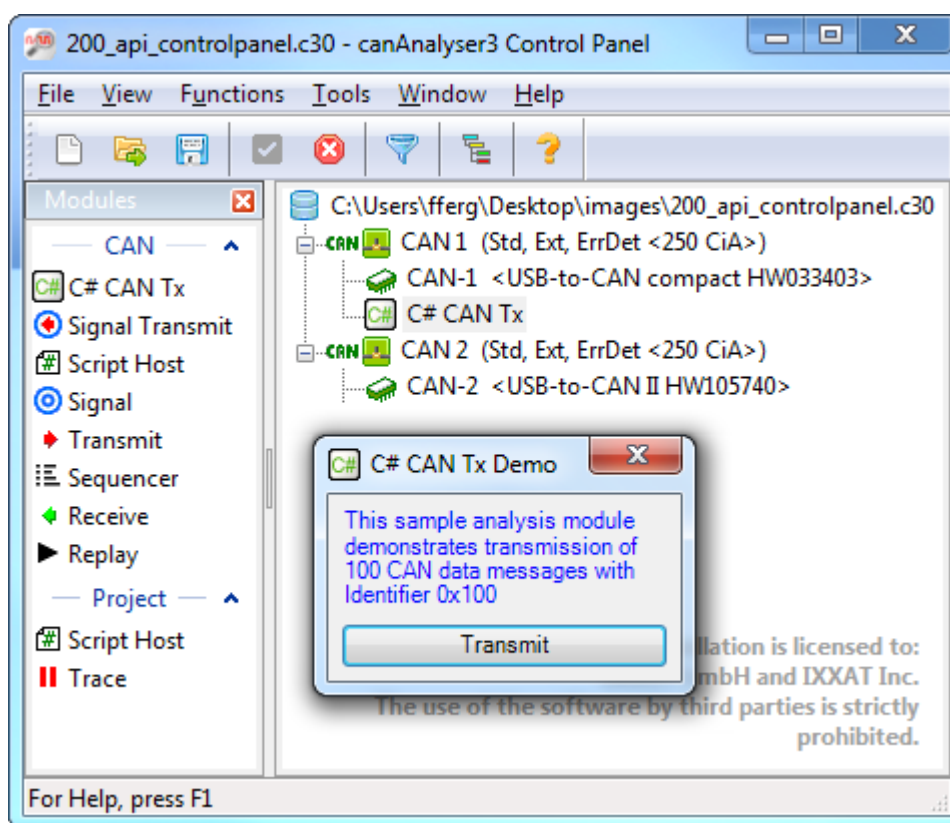 200_api_controlpanel.c30 - canAnalyser3 Control Panel
File View Functions Tools Window Help
Modules
CAN
C# C# CAN Tx
Signal Transmit
# Script Host
Signal
Transmit
Sequencer
Receive
Replay
Project
# Script Host
Trace
C:\Users\fferg\Desktop\images\200_api_controlpanel.c30
CAN CAN 1 (Std, Ext, ErrDet <250 CiA>)
CAN-1 <USB-to-CAN compact HW033403>
C# C# CAN Tx
CAN CAN 2 (Std, Ext, ErrDet <250 CiA>)
CAN-2 <USB-to-CAN II HW105740>
C# C# CAN Tx Demo
This sample analysis module
demonstrates transmission of
100 CAN data messages with
Identifier 0x100
Transmit
is licensed to:
and IXXAT Inc.
The use of the software by third parties is strictly
prohibited.
For Help, press F1